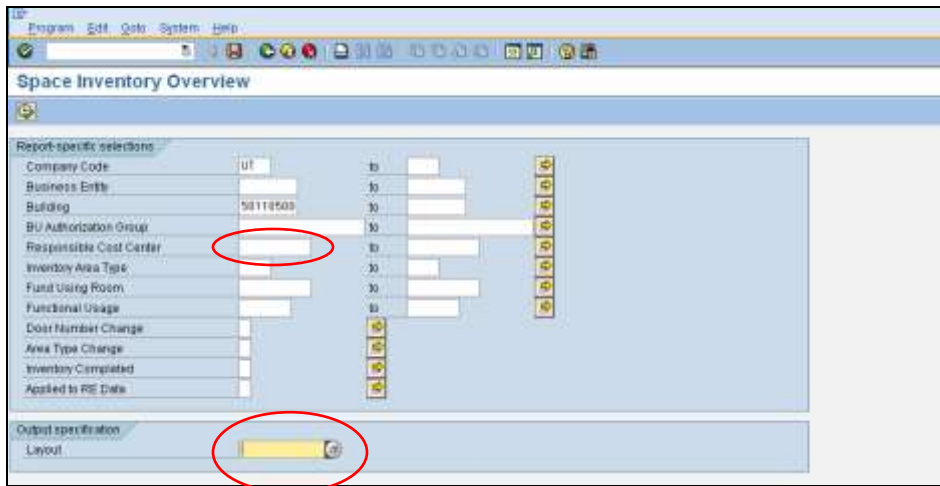 Program Edit Goto System Help
Space Inventory Overview
Report-specific selections
Company Code UT to
Business Entity to
Building 50110500 to
BU Authorization Group to
Responsible Cost Center to
Inventory Area Type to
Fund Using Room to
Functional Usage to
Door Number Change
Area Type Change
Inventory Completed
Applied to RE Data
Output specification
Layout